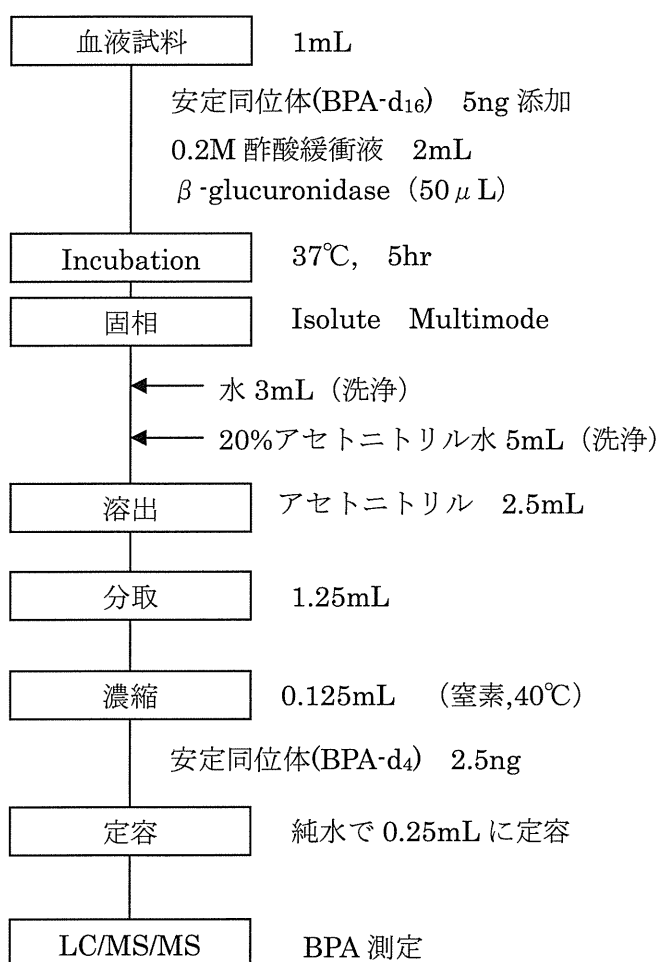 血液試料 1mL
安定同位体(BPA-d16) 5ng 添加
0.2M 酢酸緩衝液 2mL
β-glucuronidase (50μL)
Incubation 37℃, 5hr
固相 Isolute Multimode
水 3mL (洗浄)
20%アセトニトリル水 5mL (洗浄)
溶出 アセトニトリル 2.5mL
分取 1.25mL
濃縮 0.125mL (窒素,40℃)
安定同位体(BPA-d4) 2.5ng
定容 純水で 0.25mL に定容
LC/MS/MS BPA 測定